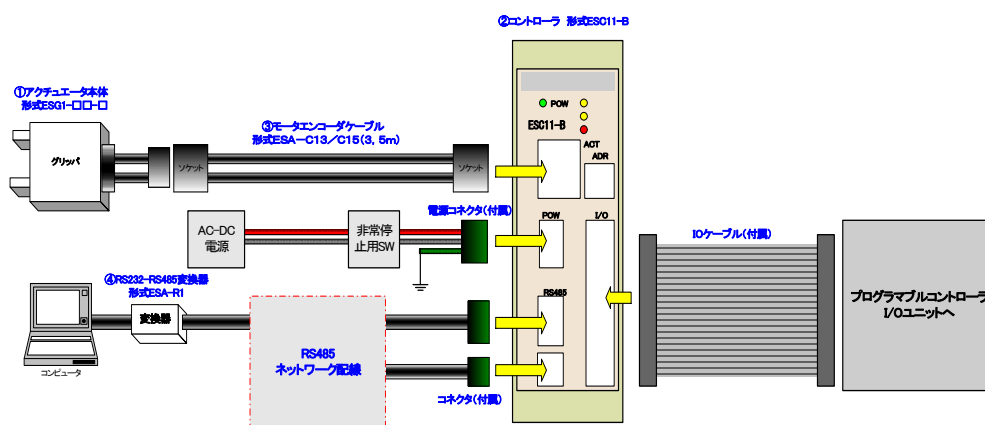 ②コントローラ 形式ESC11-B
①アクチュエータ本体
形式ESG1-□□-□
グリッパ
③モータエンコーダケーブル
形式ESA-C13/C15(3, 5m)
ソケット
ソケット
POW
ESC11-B
ACT
ADR
電源コネクタ(付属)
AC-DC
電源
非常停
止用SW
POW
I/O
IOケーブル(付属)
④RS232-RS485変換器
形式ESA-R1
変換器
コンピュータ
RS485
ネットワーク配線
RS485
コネクタ(付属)
プログラマブルコントローラ
I/Oユニットへ